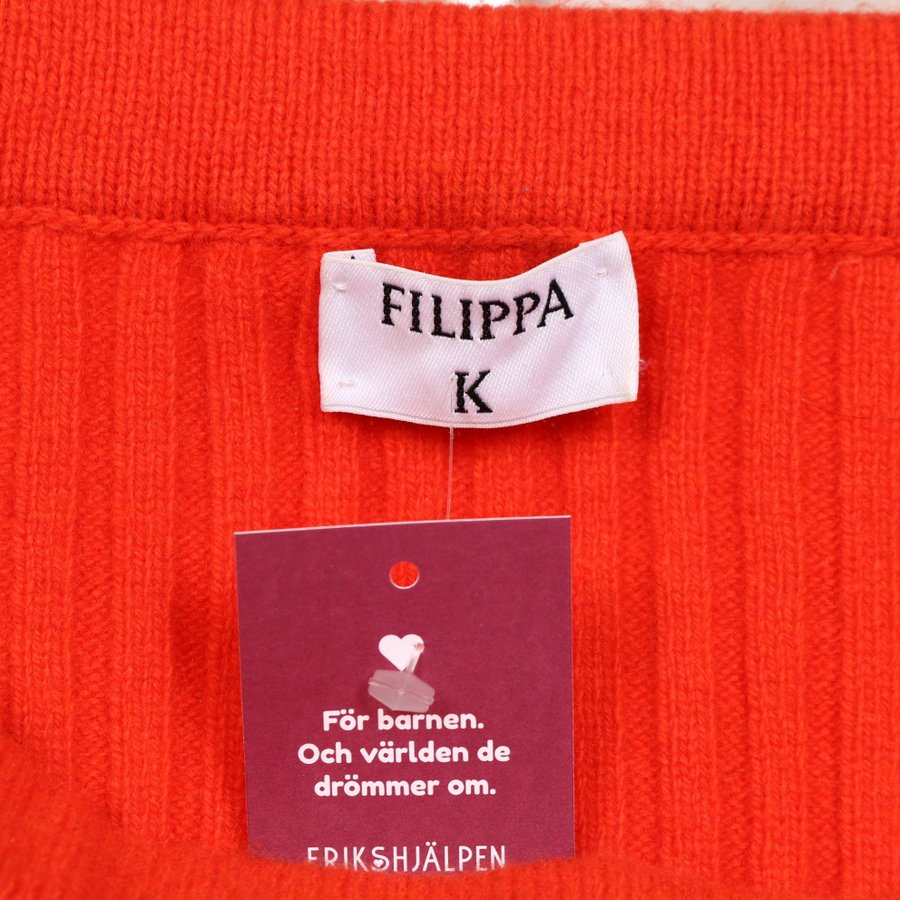 FILIPPA
K
För barnen.
Och världen de
drömmer om.
ERIKSHJÄLPEN